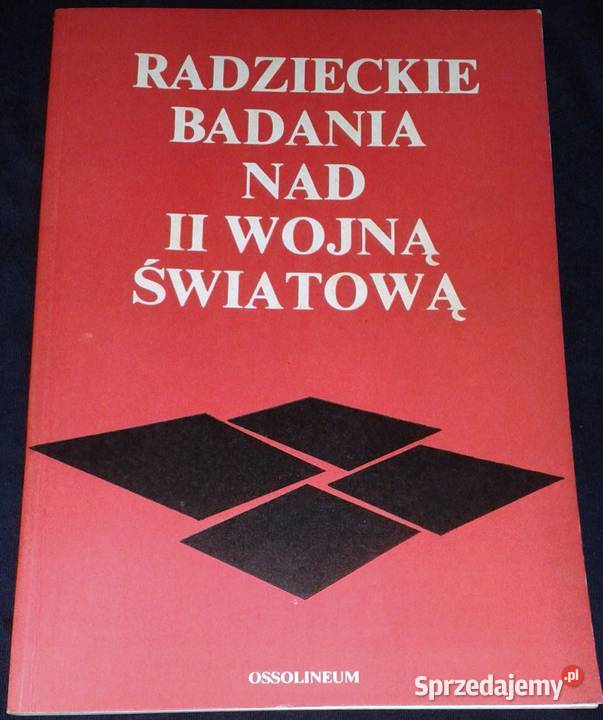 RADZIECKIE
BADANIA
NAD
II WOJNĄ
ŚWIATOWĄ
OSSOLINEUM
Sprzedajemy.pl